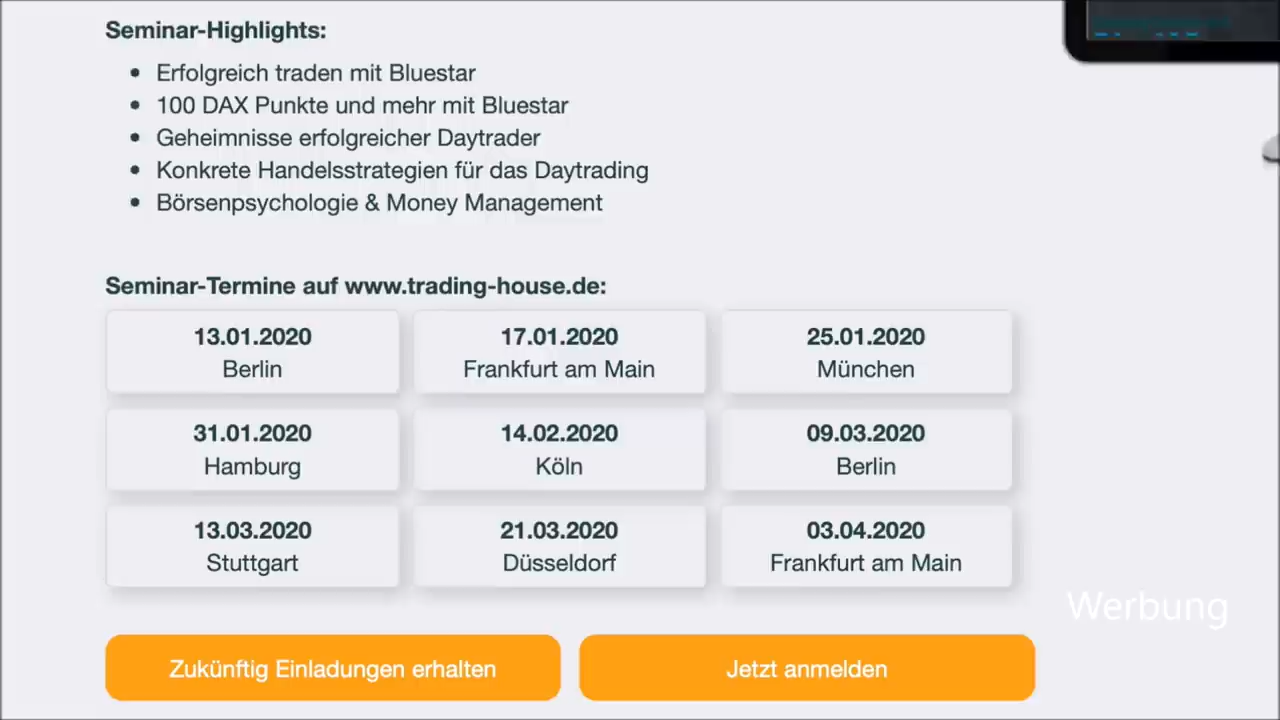 Seminar-Highlights:
• Erfolgreich traden mit Bluestar
• 100 DAX Punkte und mehr mit Bluestar
• Geheimnisse erfolgreicher Daytrader
• Konkrete Handelsstrategien für das Daytrading
• Börsenpsychologie & Money Management
Seminar-Termine auf www.trading-house.de:
13.01.2020
Berlin
17.01.2020
Frankfurt am Main
25.01.2020
München
31.01.2020
Hamburg
14.02.2020
Köln
09.03.2020
Berlin
13.03.2020
Stuttgart
21.03.2020
Düsseldorf
03.04.2020
Frankfurt am Main
Werbung
Zukünftig Einladungen erhalten
Jetzt anmelden